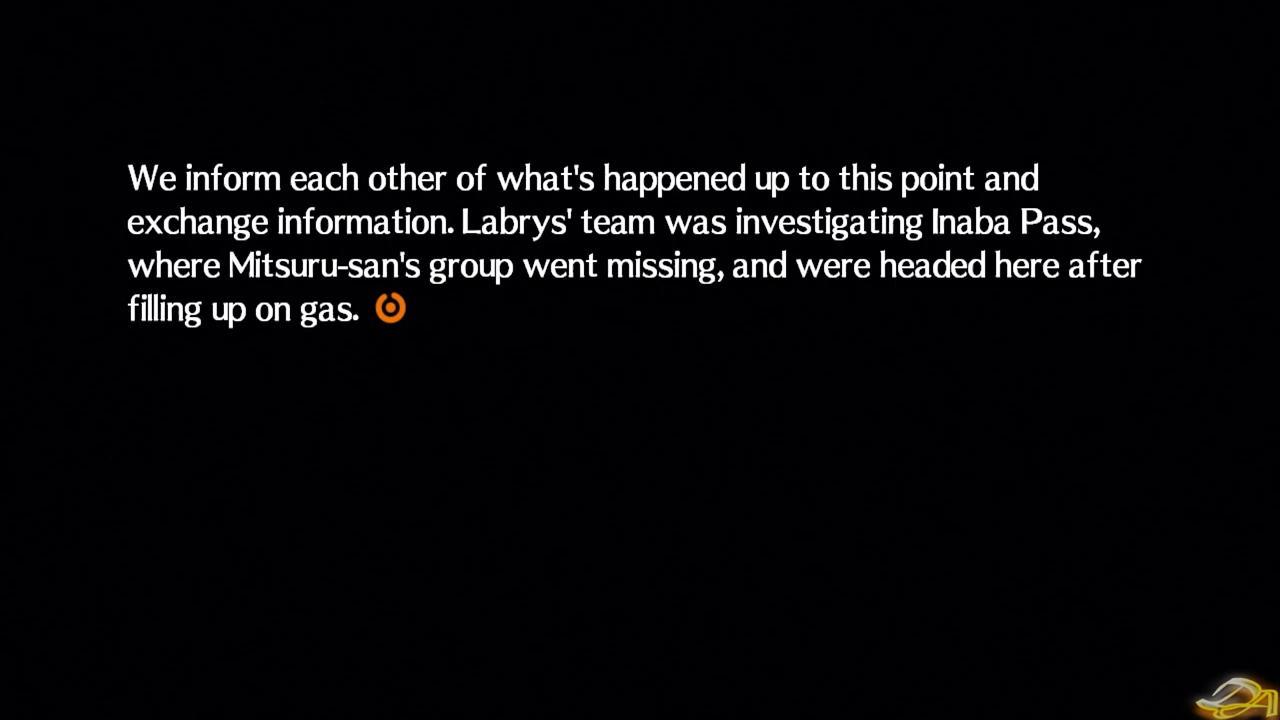 We inform each other of what's happened up to this point and
exchange information. Labrys' team was investigating Inaba Pass,
where Mitsuru-san's group went missing, and were headed here after
filling up on gas.